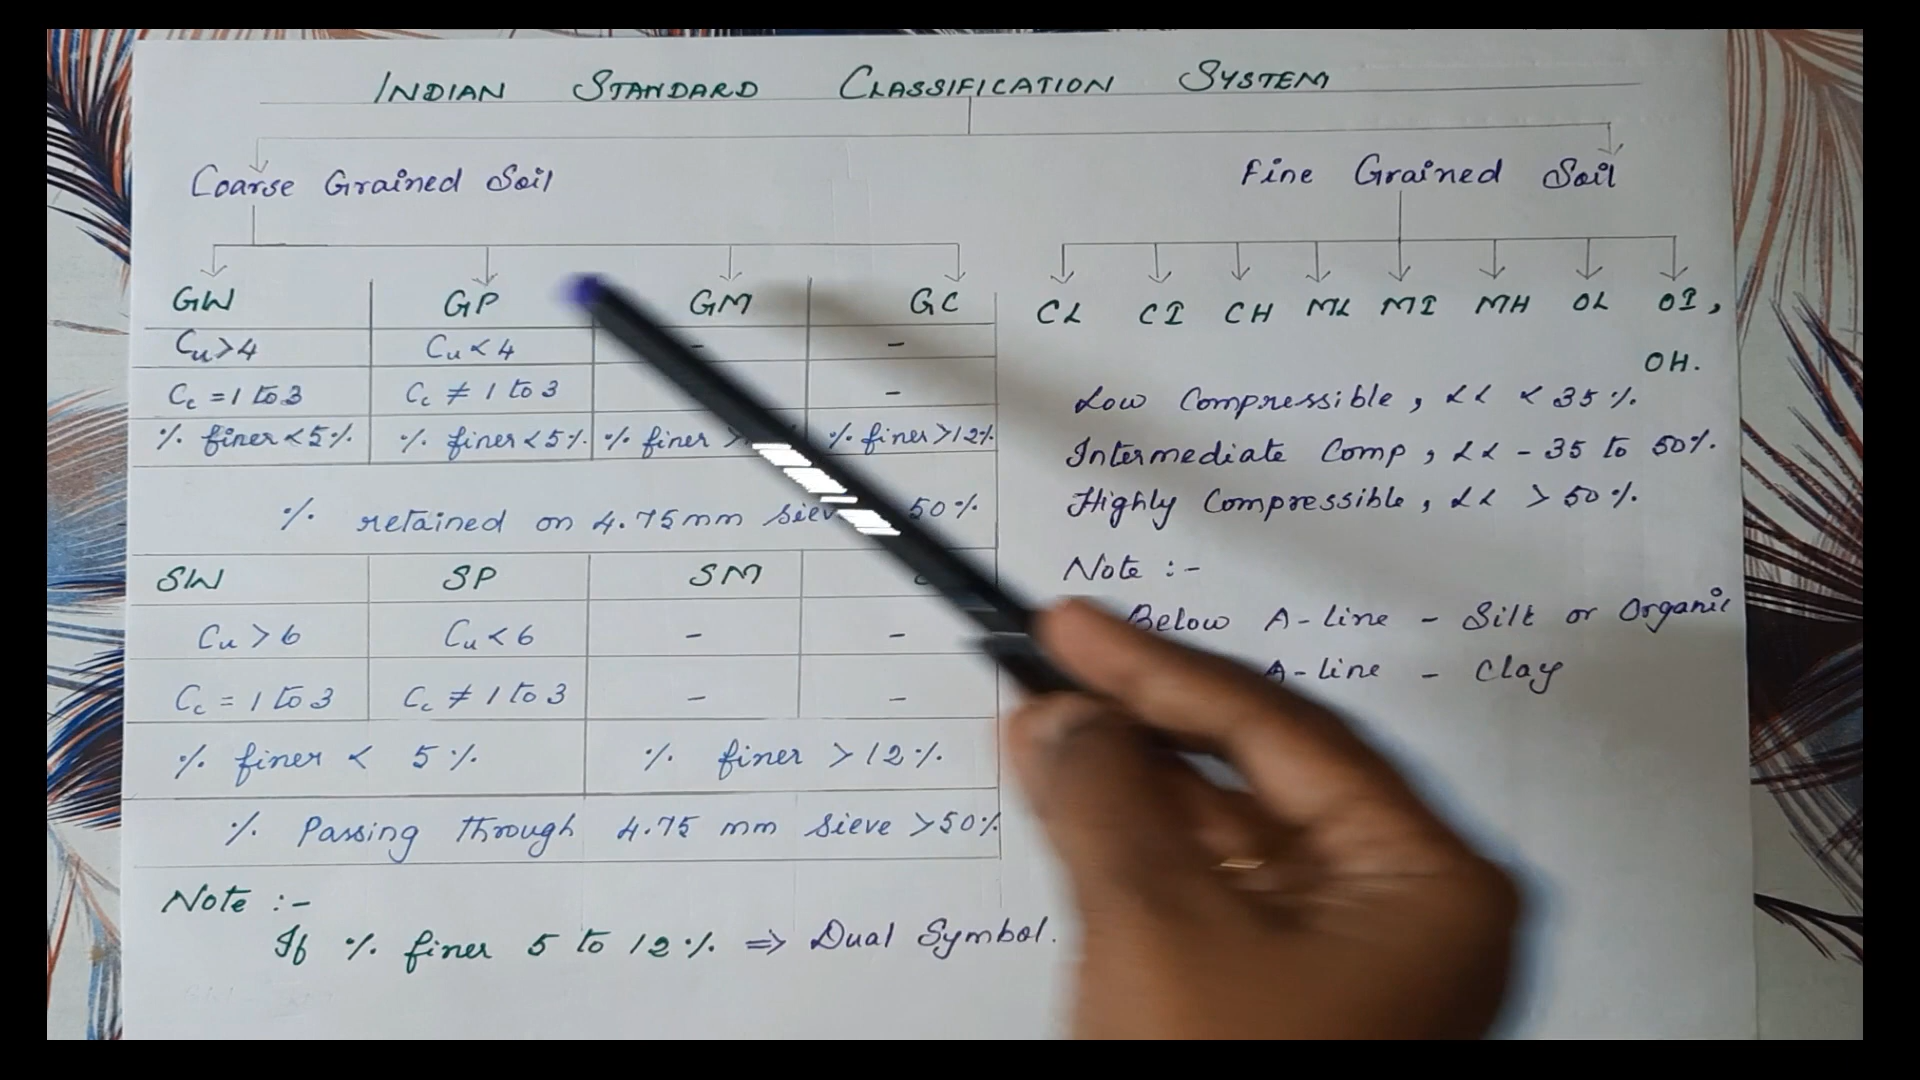 INDIAN STANDARD CLASSIFICATION SYSTEM
Coarse Grained Soil
GW GP GM GC
Cu>4 Cu<4 - -
Cc = 1 to 3 Cc ≠ 1 to 3 -
% finer<5% % finer<5% % finer > % finer>12%
% retained on 4.75mm 50%
SW SP SM
Cu > 6 Cu < 6 - -
Cc = 1 to 3 Cc ≠ 1 to 3 - -
% finer < 5% % finer > 12%
% Passing through 4.75 mm Sieve >50%
Note :-
If % finer 5 to 12% => Dual Symbol.
Fine Grained Soil
CL CI CH ML MI MH OL OI,
OH.
Low Compressible, LL < 35%.
Intermediate Comp, LL - 35 to 50%.
Highly Compressible, LL > 50%.
Note :-
Below A-line - Silt or Organic
A-line - Clay